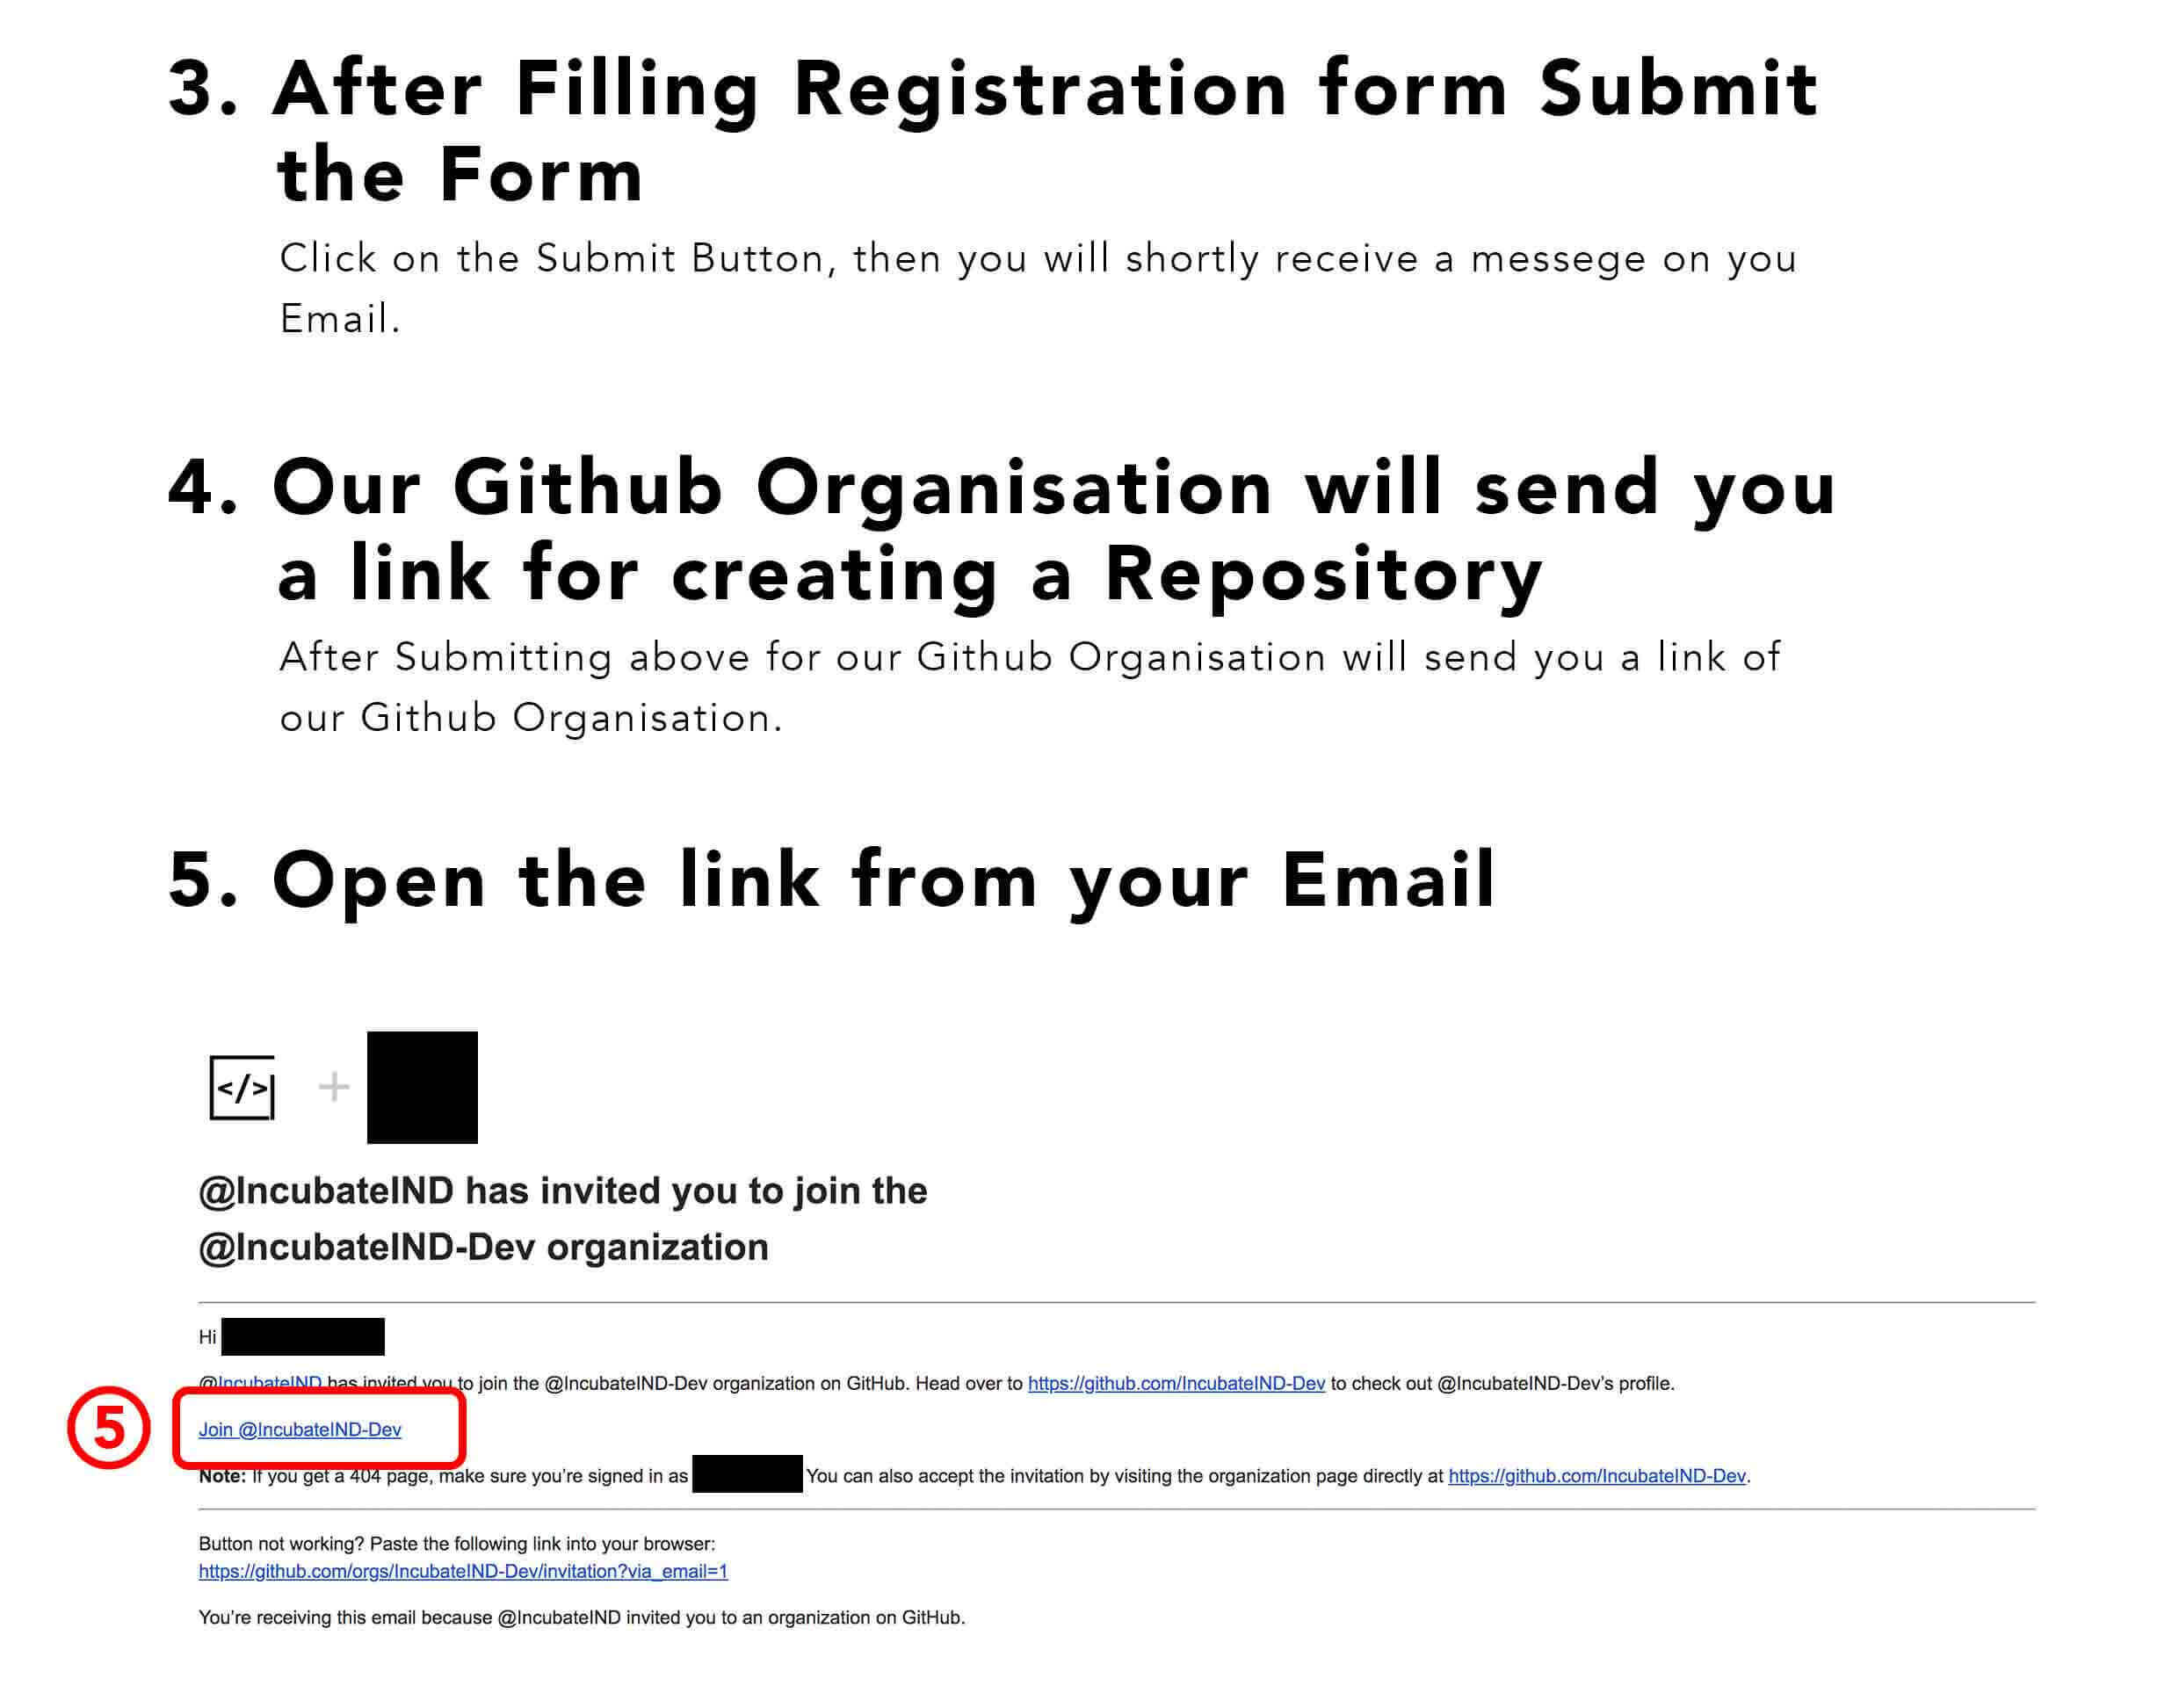 3. After Filling Registration form Submit
the Form
Click on the Submit Button, then you will shortly receive a messege on you
Email.
4. Our Github Organisation will send you
a link for creating a Repository
After Submitting above for our Github Organisation will send you a link of
our Github Organisation.
5. Open the link from your Email
</> +
@IncubateIND has invited you to join the
@IncubateIND-Dev organization
Hi
@IncubateIND has invited you to join the @IncubateIND-Dev organization on GitHub. Head over to https://github.com/IncubateIND-Dev to check out @IncubateIND-Dev’s profile.
5 Join @IncubateIND-Dev
Note: If you get a 404 page, make sure you’re signed in as You can also accept the invitation by visiting the organization page directly at https://github.com/IncubateIND-Dev.
Button not working? Paste the following link into your browser:
https://github.com/orgs/IncubateIND-Dev/invitation?via_email=1
You’re receiving this email because @IncubateIND invited you to an organization on GitHub.